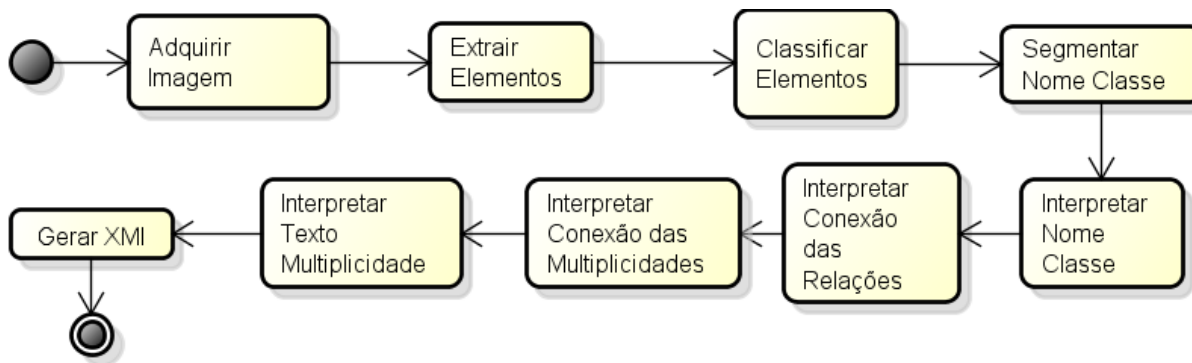 Adquirir
Imagem
Extrair
Elementos
Classificar
Elementos
Segmentar
Nome Classe
Interpretar
Nome
Classe
Interpretar
Conexão
das
Relações
Interpretar
Conexão das
Multiplicidades
Interpretar
Texto
Multiplicidade
Gerar XMI